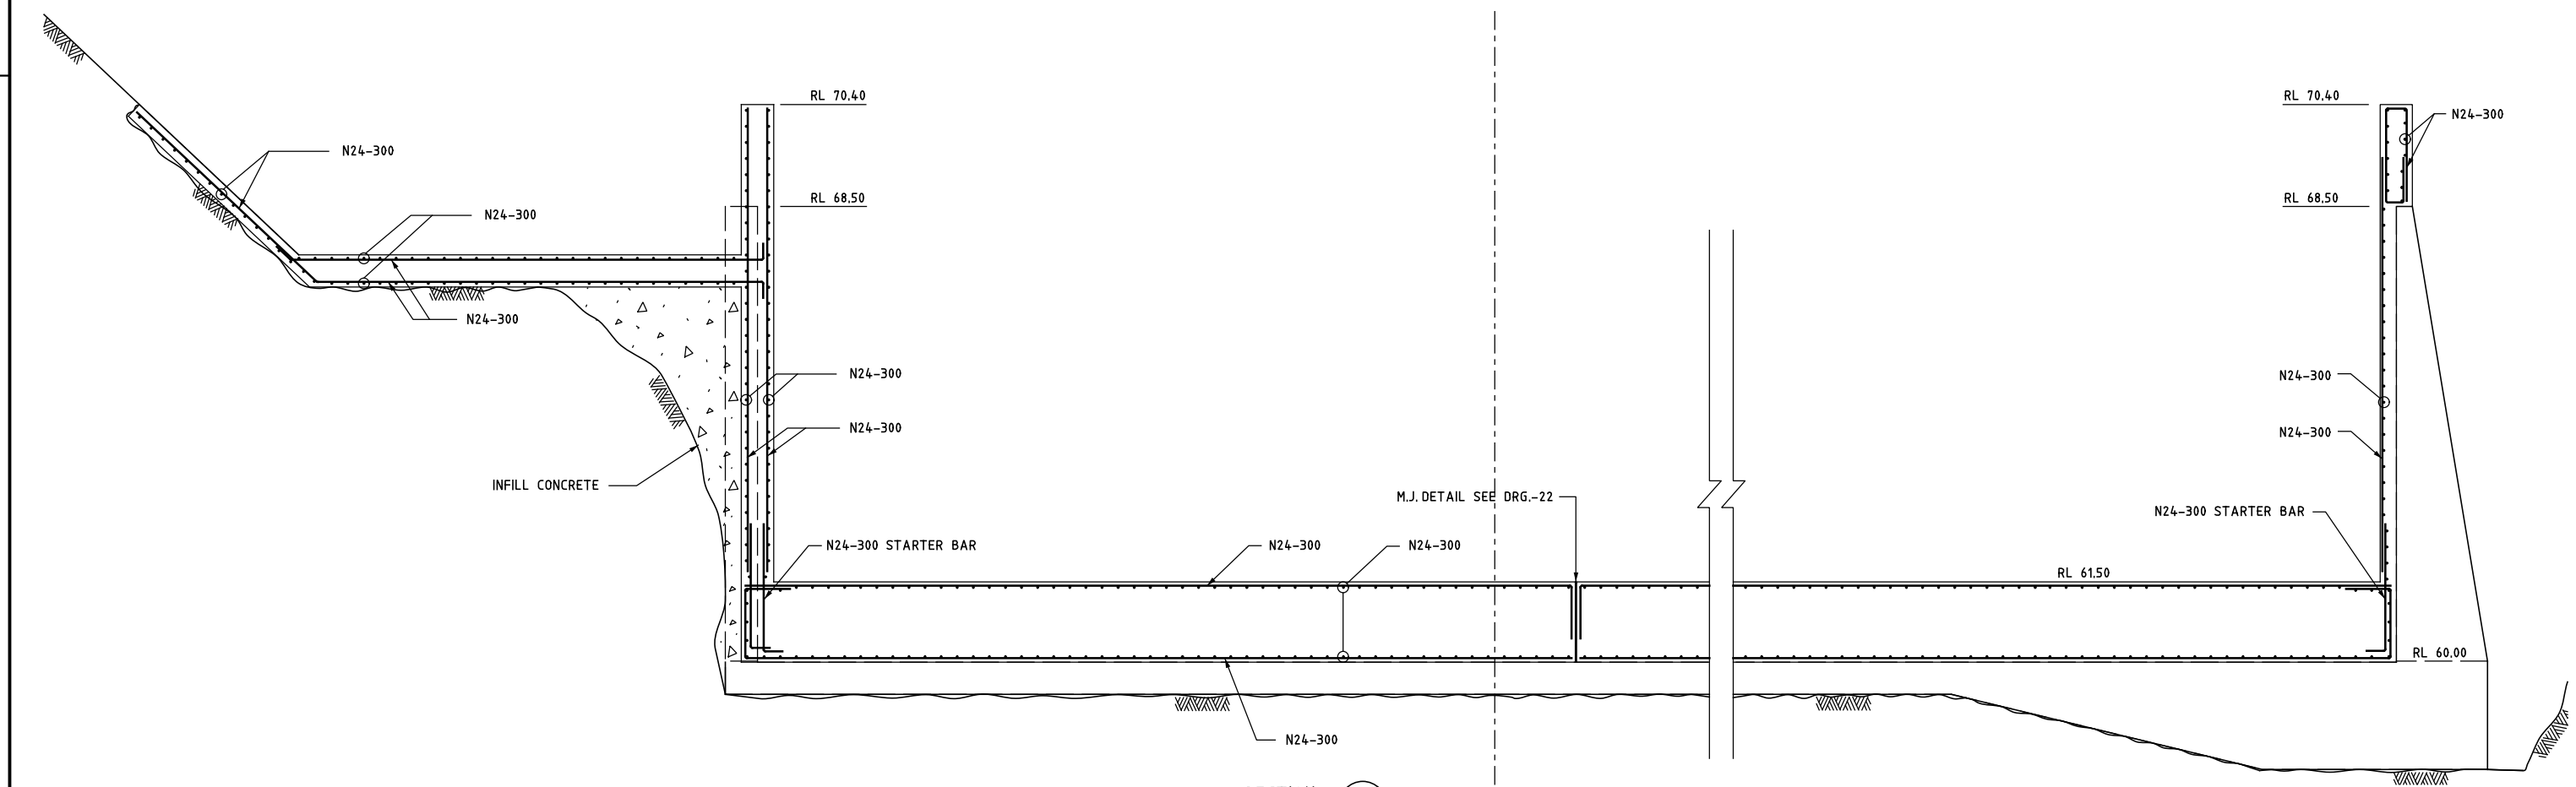 RL 70.40
RL 70.40
N24-300
N24-300
RL 68.50
RL 68.50
N24-300
N24-300
N24-300
N24-300
N24-300
N24-300
INFILL CONCRETE
M.J. DETAIL SEE DRG.-22
N24-300 STARTER BAR
N24-300 STARTER BAR
N24-300
N24-300
RL 61.50
RL 60.00
N24-300